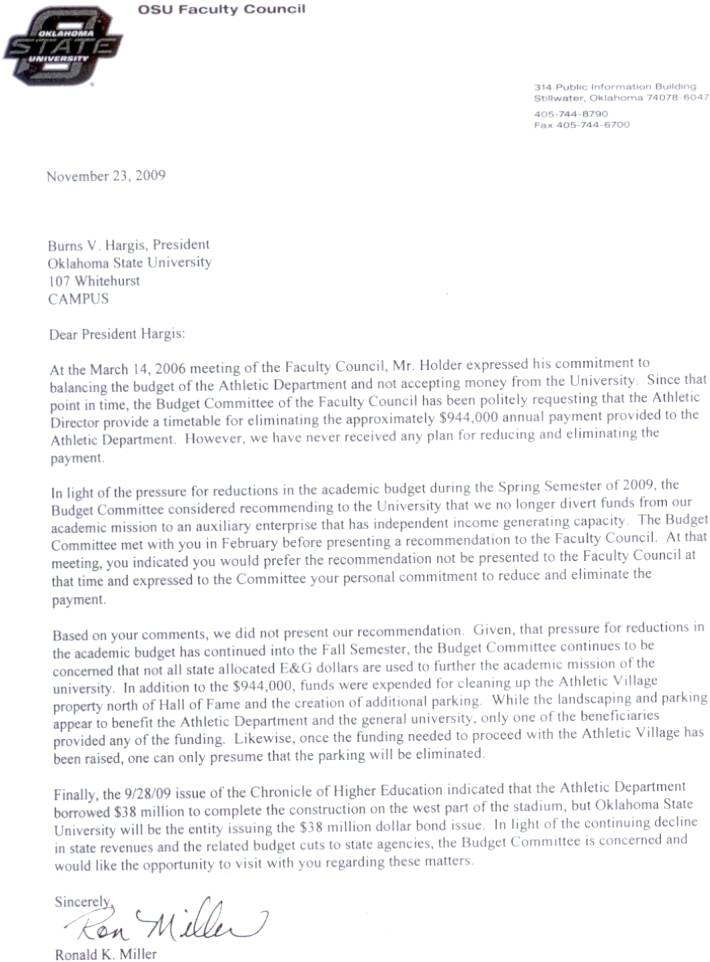 OSU Faculty Council
OKLAHOMA
STATE
UNIVERSITY
314 Public Information Building
Stillwater, Oklahoma 74078-6047
405-744-8790
Fax 405-744-6700
November 23, 2009
Burns V. Hargis, President
Oklahoma State University
107 Whitehurst
CAMPUS
Dear President Hargis:
At the March 14, 2006 meeting of the Faculty Council, Mr. Holder expressed his commitment to
balancing the budget of the Athletic Department and not accepting money from the University. Since that
point in time, the Budget Committee of the Faculty Council has been politely requesting that the Athletic
Director provide a timetable for eliminating the approximately $944,000 annual payment provided to the
Athletic Department. However, we have never received any plan for reducing and eliminating the
payment.
In light of the pressure for reductions in the academic budget during the Spring Semester of 2009, the
Budget Committee considered recommending to the University that we no longer divert funds from our
academic mission to an auxiliary enterprise that has independent income generating capacity. The Budget
Committee met with you in February before presenting a recommendation to the Faculty Council. At that
meeting, you indicated you would prefer the recommendation not be presented to the Faculty Council at
that time and expressed to the Committee your personal commitment to reduce and eliminate the
payment.
Based on your comments, we did not present our recommendation. Given, that pressure for reductions in
the academic budget has continued into the Fall Semester, the Budget Committee continues to be
concerned that not all state allocated E&G dollars are used to further the academic mission of the
university. In addition to the $944,000, funds were expended for cleaning up the Athletic Village
property north of Hall of Fame and the creation of additional parking. While the landscaping and parking
appear to benefit the Athletic Department and the general university, only one of the beneficiaries
provided any of the funding. Likewise, once the funding needed to proceed with the Athletic Village has
been raised, one can only presume that the parking will be eliminated.
Finally, the 9/28/09 issue of the Chronicle of Higher Education indicated that the Athletic Department
borrowed $38 million to complete the construction on the west part of the stadium, but Oklahoma State
University will be the entity issuing the $38 million dollar bond issue. In light of the continuing decline
in state revenues and the related budget cuts to state agencies, the Budget Committee is concerned and
would like the opportunity to visit with you regarding these matters.
Sincerely,
Ron Miller
Ronald K. Miller